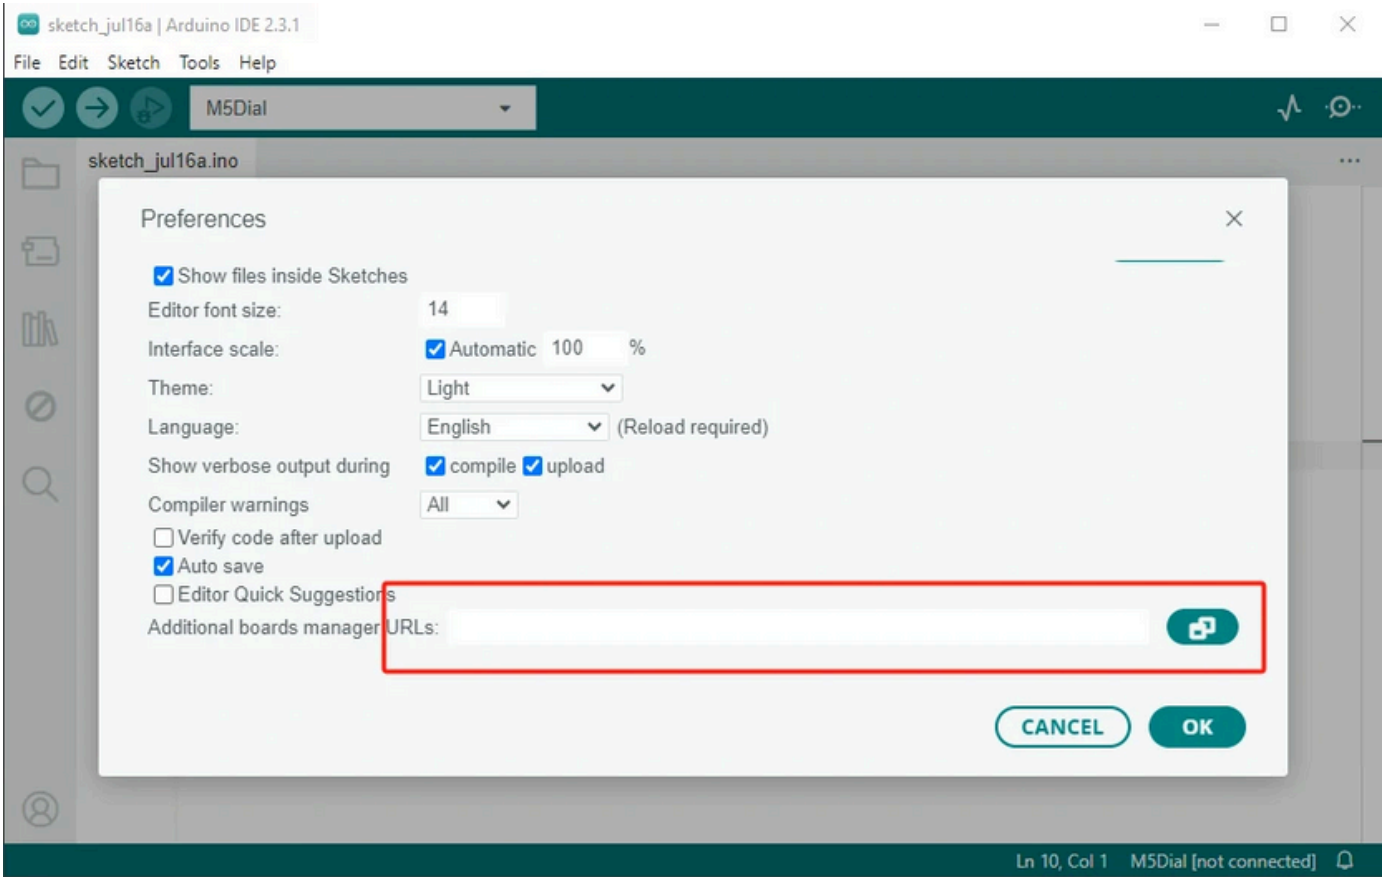 sketch_jul16a | Arduino IDE 2.3.1
File Edit Sketch Tools Help
M5Dial
sketch_jul16a.ino
Preferences
Show files inside Sketches
Editor font size: 14
Interface scale: Automatic 100 %
Theme: Light
Language: English (Reload required)
Show verbose output during compile upload
Compiler warnings All
Verify code after upload
Auto save
Editor Quick Suggestions
Additional boards manager URLs:
CANCEL OK
Ln 10, Col 1 M5Dial [not connected]